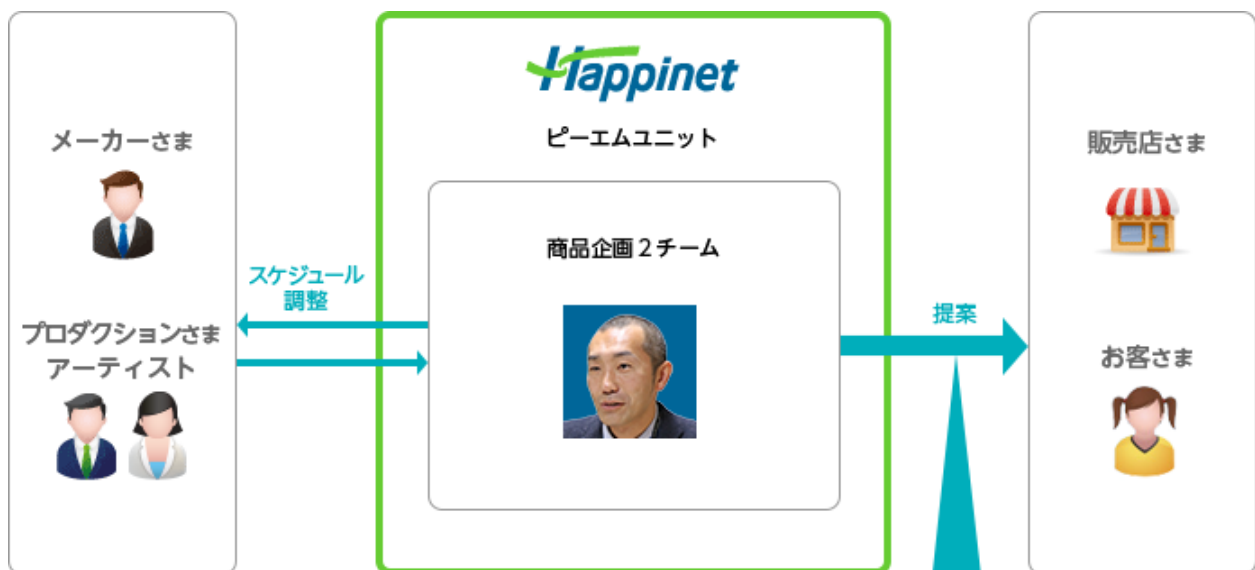 メーカーさま
プロダクションさま
アーティスト
スケジュール
調整
Happinet
ピーエムユニット
商品企画2チーム
提案
販売店さま
お客さま